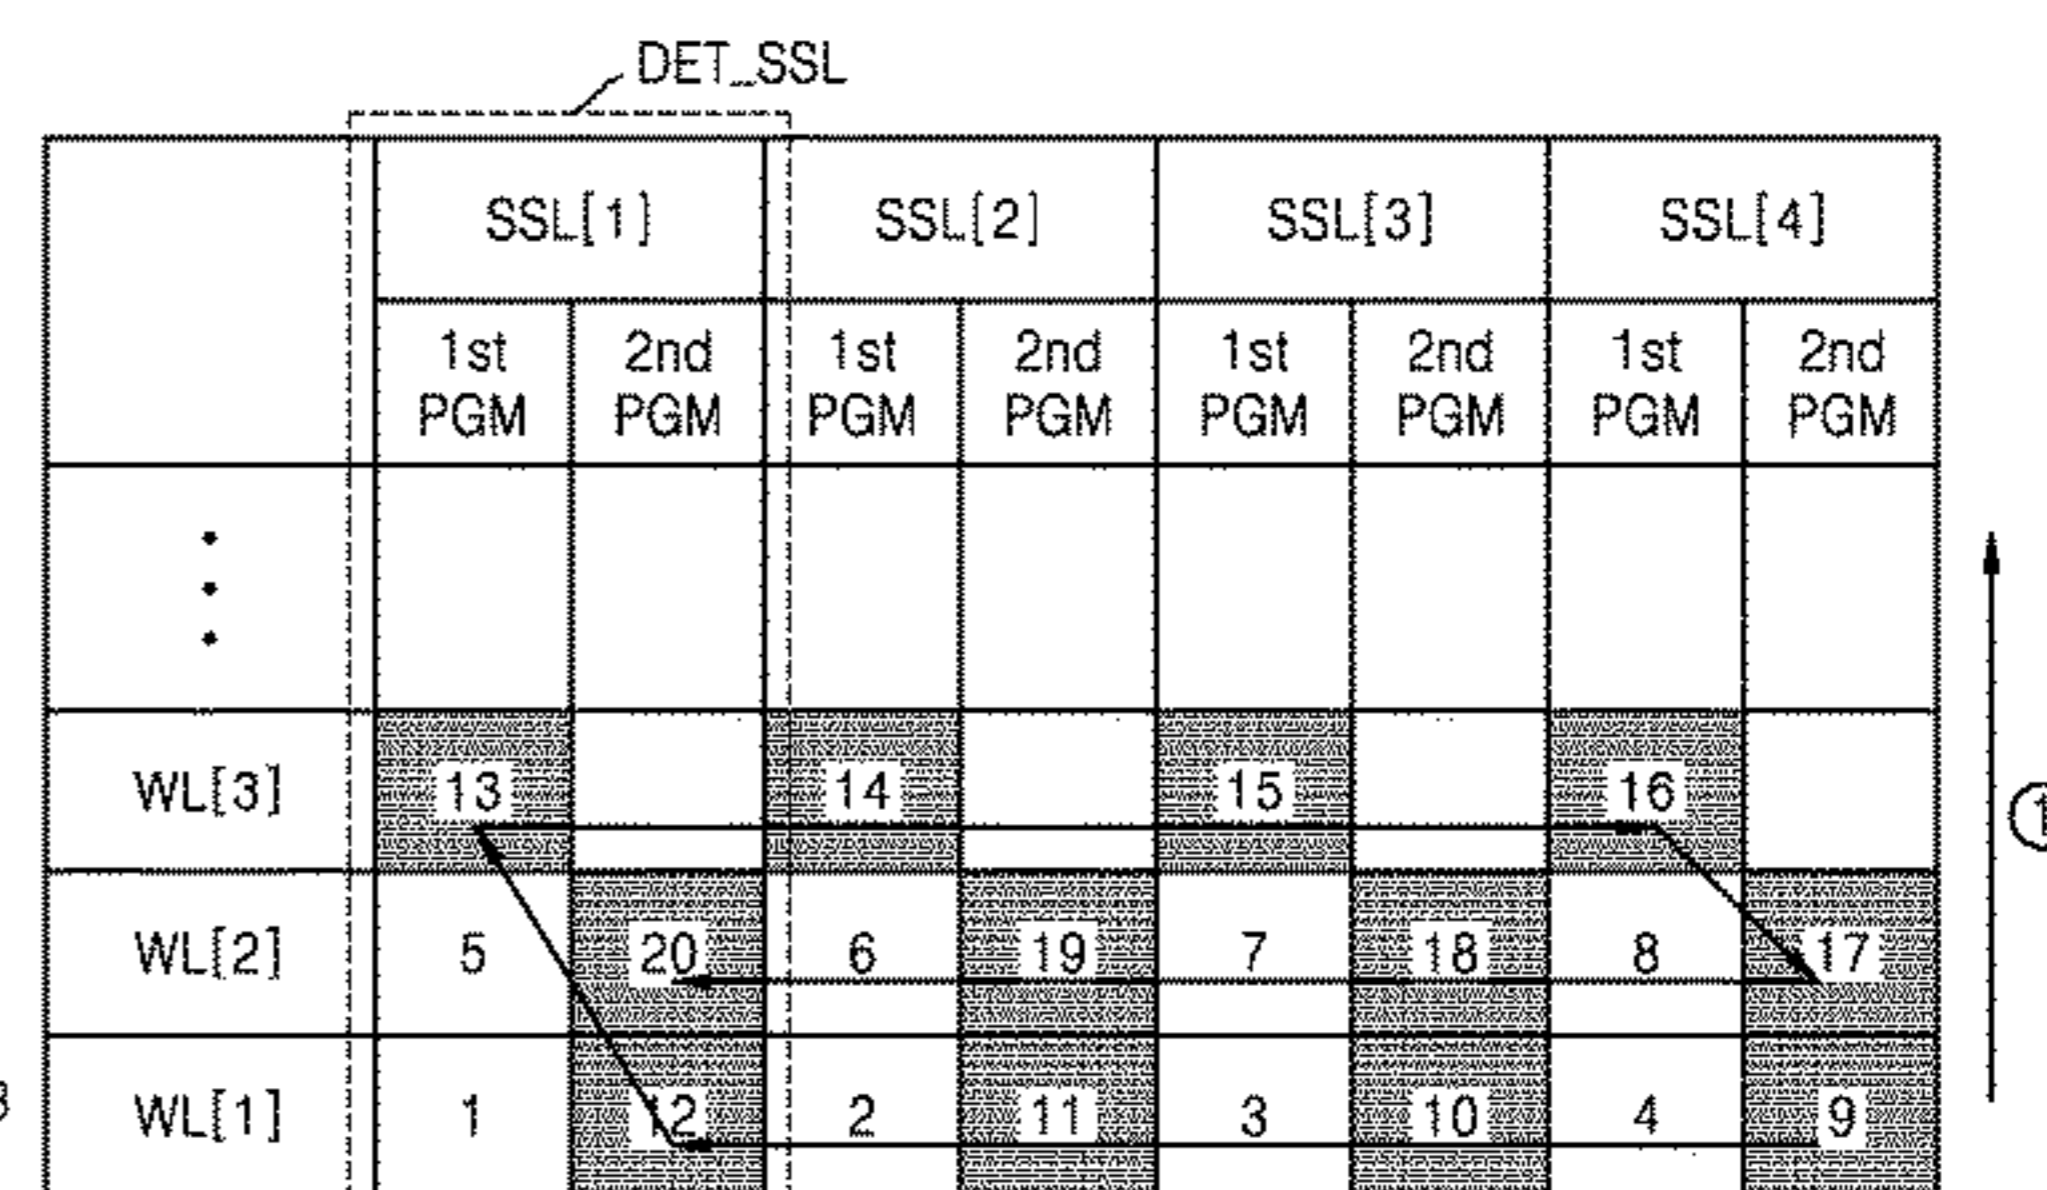 DET_SSL
SSL[1] SSL[2] SSL[3] SSL[4]
1st PGM 2nd PGM 1st PGM 2nd PGM 1st PGM 2nd PGM 1st PGM 2nd PGM
WL[3] 13 14 15 16
WL[2] 5 20 6 19 7 18 8 17
WL[1] 1 12 2 11 3 10 4 9